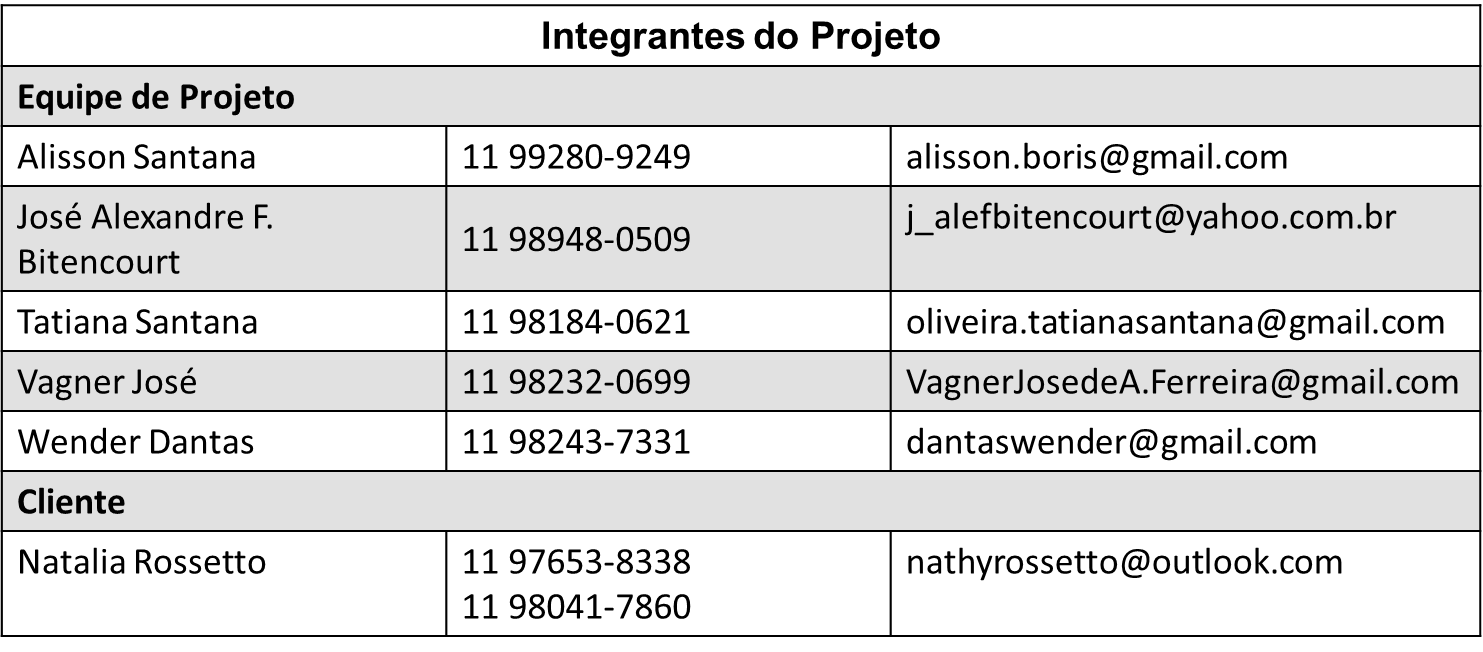 Integrantes do Projeto
Equipe de Projeto
Alisson Santana 11 99280-9249 alisson.boris@gmail.com
José Alexandre F. 11 98948-0509 j_alefbitencourt@yahoo.com.br
Bitencourt
Tatiana Santana 11 98184-0621 oliveira.tatianasantana@gmail.com
Vagner José 11 98232-0699 VagnerJosedeA.Ferreira@gmail.com
Wender Dantas 11 98243-7331 dantaswender@gmail.com
Cliente
Natalia Rossetto 11 97653-8338 nathyrossetto@outlook.com
11 98041-7860